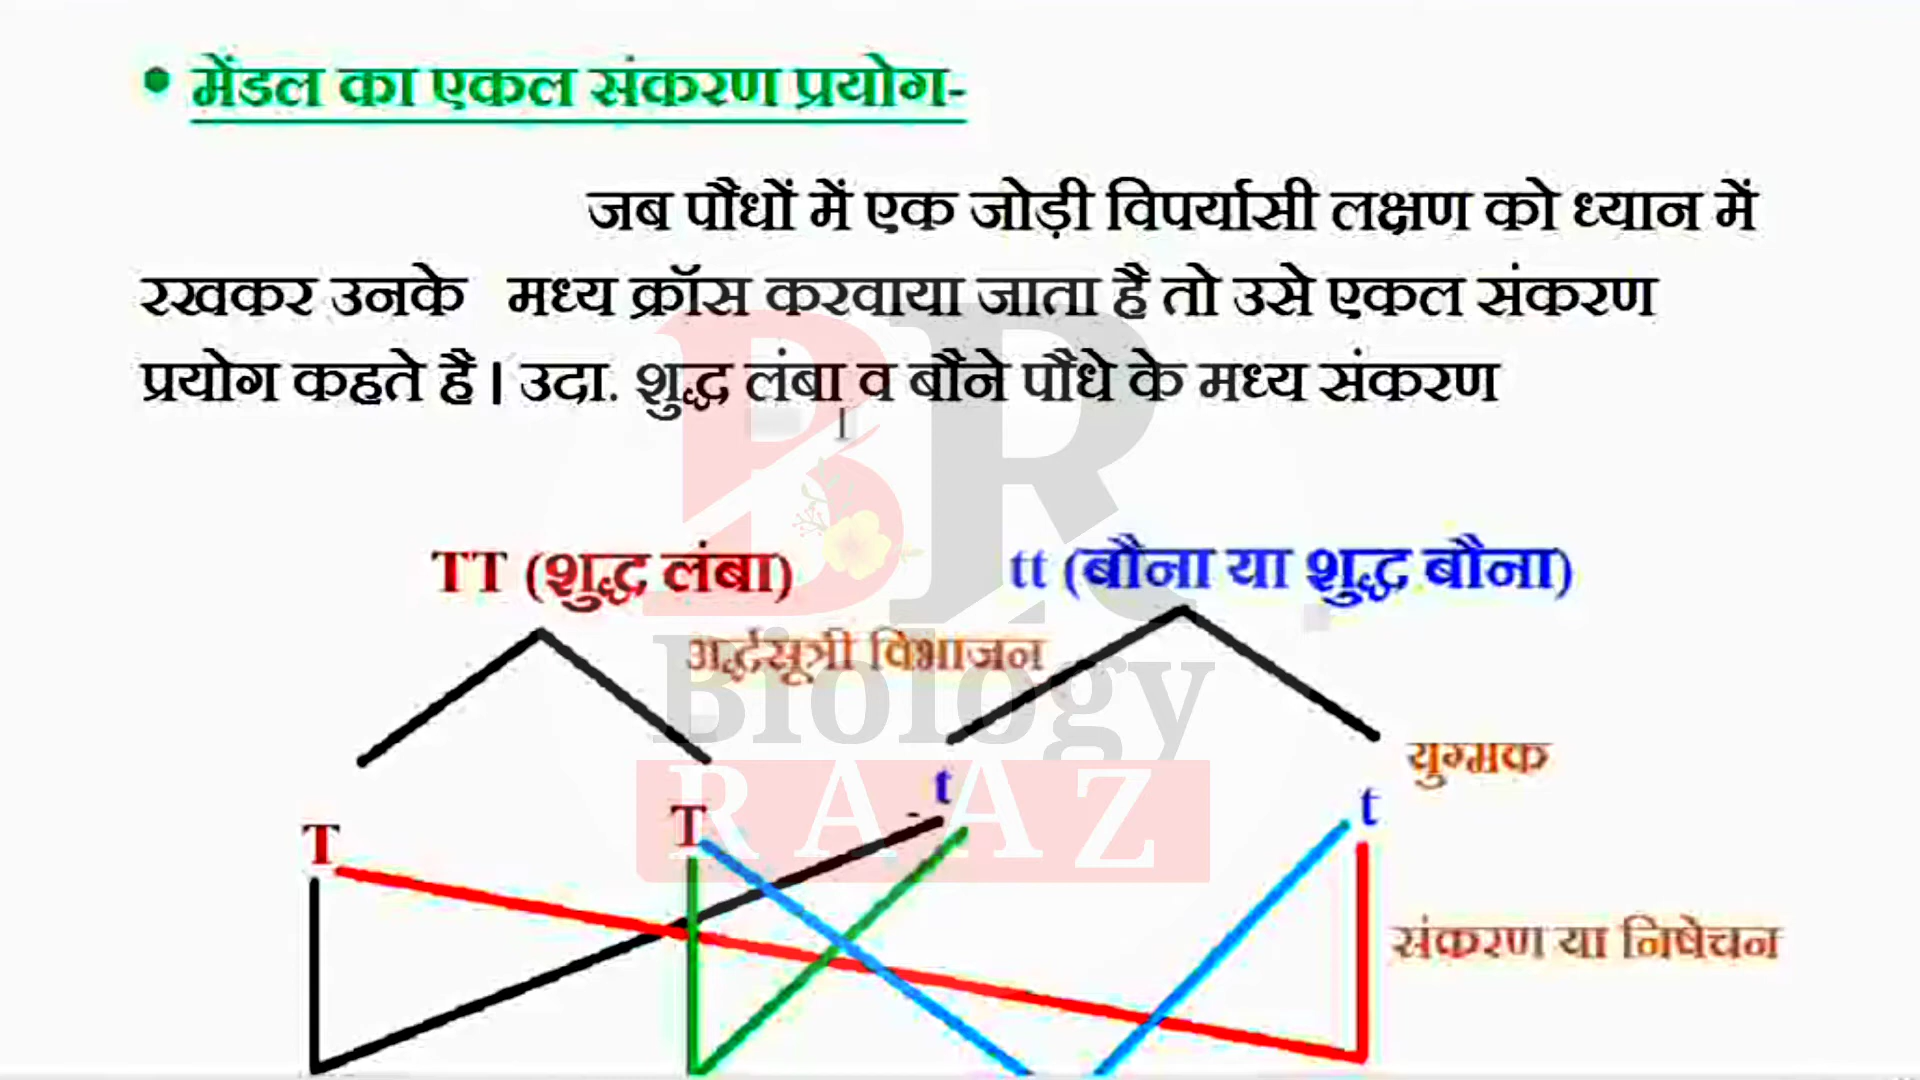 • मेंडल का एकल संकरण प्रयोग-
जब पौधों में एक जोड़ी विपर्यासी लक्षण को ध्यान में
रखकर उनके मध्य क्रॉस करवाया जाता है तो उसे एकल संकरण
प्रयोग कहते हैं । उदा. शुद्ध लंबा व बौने पौधे के मध्य संकरण
BR
TT (शुद्ध लंबा)
tt (बौना या शुद्ध बौना)
अर्द्धसूत्री विभाजन
Biology
युग्मक
RAAZ
T
T
t
t
संकरण या निषेचन